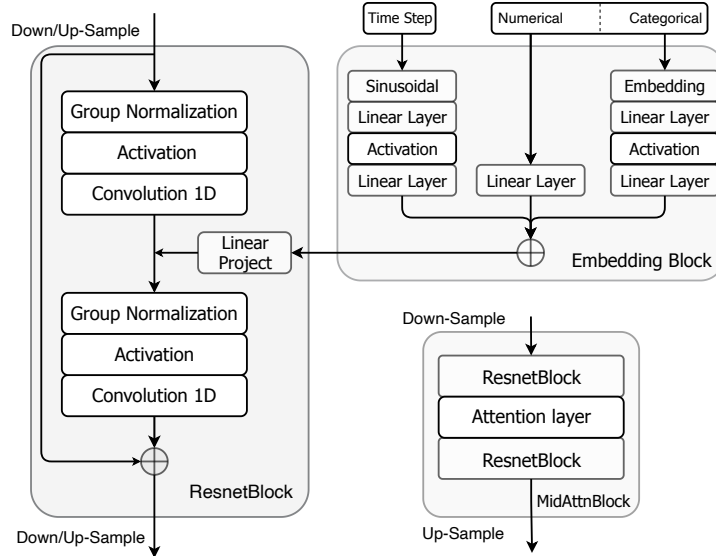 Down/Up-Sample
Group Normalization
Activation
Convolution 1D
Linear
Project
Group Normalization
Activation
Convolution 1D
ResnetBlock
Down/Up-Sample
Time Step
Numerical
Categorical
Sinusoidal
Linear Layer
Activation
Linear Layer
Linear Layer
Embedding
Linear Layer
Activation
Linear Layer
Embedding Block
Down-Sample
ResnetBlock
Attention layer
ResnetBlock
MidAttnBlock
Up-Sample